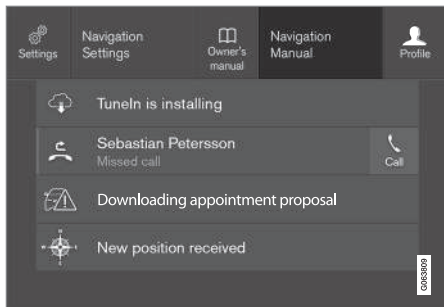 Settings
Navigation
Settings
Owner's
manual
Navigation
Manual
Profile
TuneIn is installing
Sebastian Petersson
Missed call
Call
Downloading appointment proposal
New position received
G063809